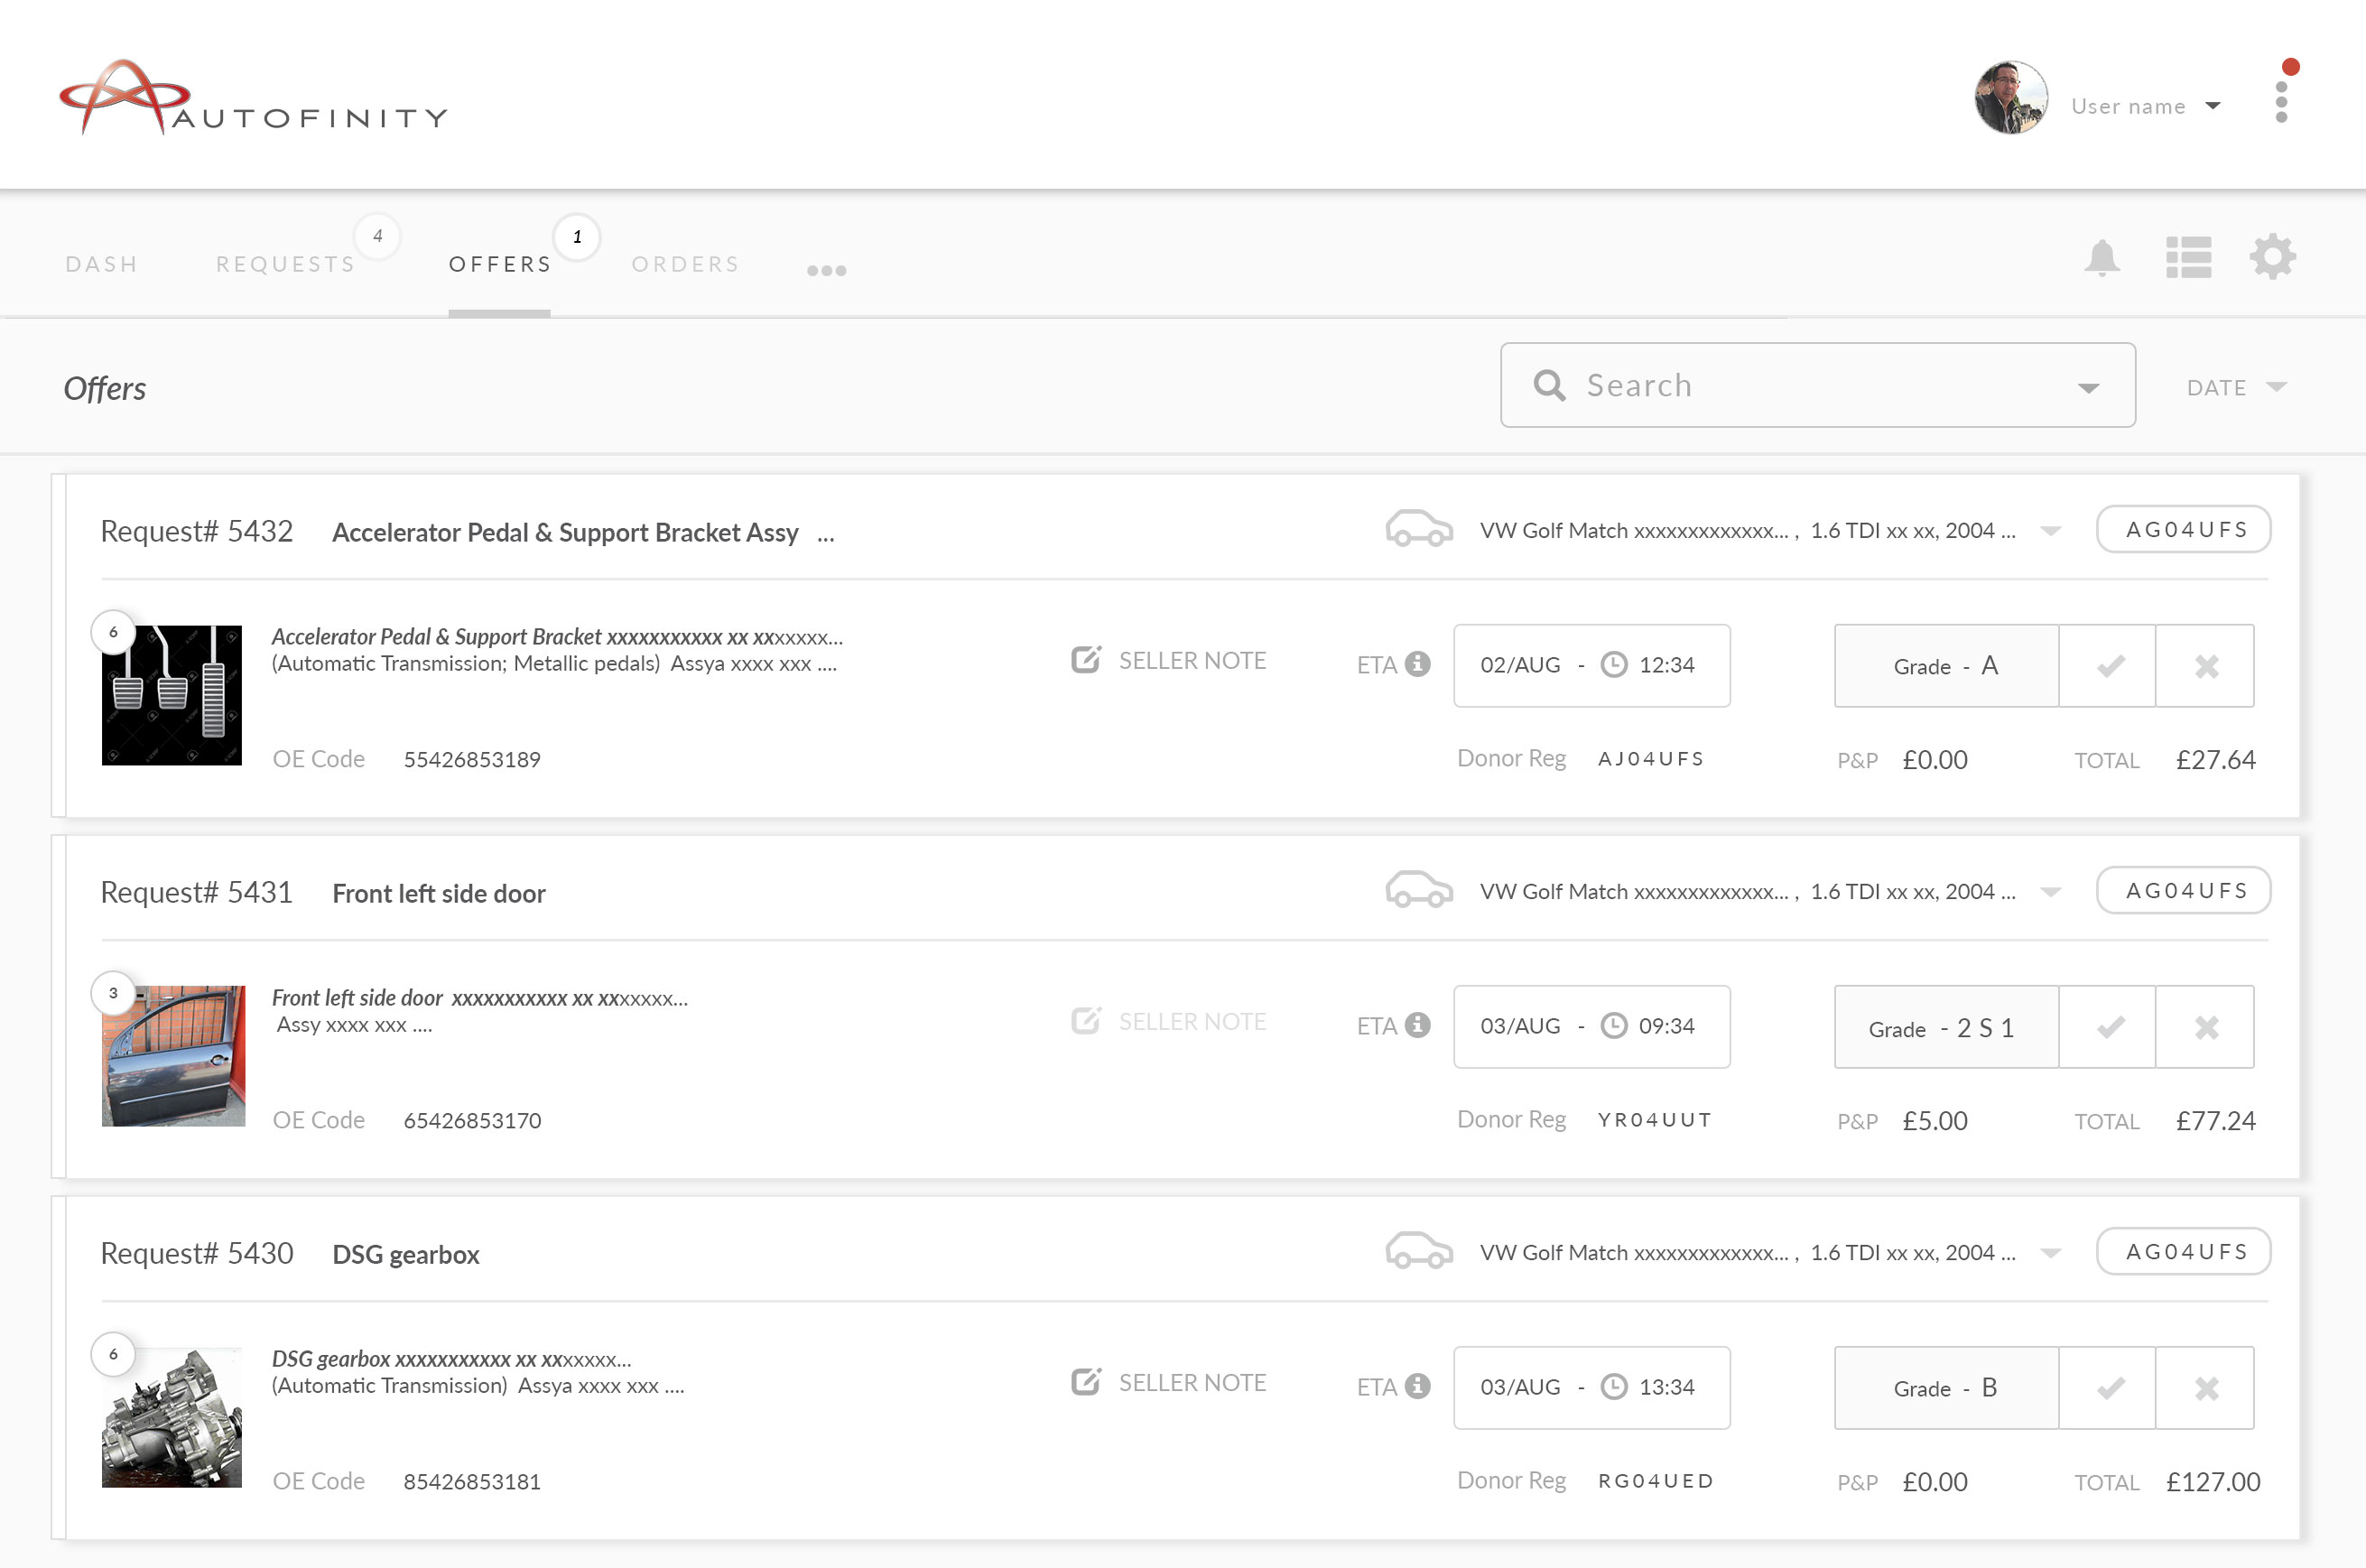 AUTOFINITY
User name
DASH
REQUESTS
4
OFFERS
1
ORDERS
Offers
Search
DATE
Request# 5432 Accelerator Pedal & Support Bracket Assy ...
VW Golf Match xxxxxxxxxxxxx... , 1.6 TDI xx xx, 2004 ...
AG04UFS
6
Accelerator Pedal & Support Bracket xxxxxxxxxxx xx xxxxxxx...
(Automatic Transmission; Metallic pedals) Assya xxxx xxx ....
SELLER NOTE
ETA
02/AUG - 12:34
Grade - A
OE Code 55426853189
Donor Reg AJ04UFS
P&P £0.00
TOTAL £27.64
Request# 5431 Front left side door
VW Golf Match xxxxxxxxxxxxx... , 1.6 TDI xx xx, 2004 ...
AG04UFS
3
Front left side door xxxxxxxxxxx xx xxxxxxx...
Assy xxxx xxx ....
SELLER NOTE
ETA
03/AUG - 09:34
Grade - 2 S 1
OE Code 65426853170
Donor Reg YR04UUT
P&P £5.00
TOTAL £77.24
Request# 5430 DSG gearbox
VW Golf Match xxxxxxxxxxxxx... , 1.6 TDI xx xx, 2004 ...
AG04UFS
6
DSG gearbox xxxxxxxxxxx xx xxxxxxx...
(Automatic Transmission) Assya xxxx xxx ....
SELLER NOTE
ETA
03/AUG - 13:34
Grade - B
OE Code 85426853181
Donor Reg RG04UED
P&P £0.00
TOTAL £127.00